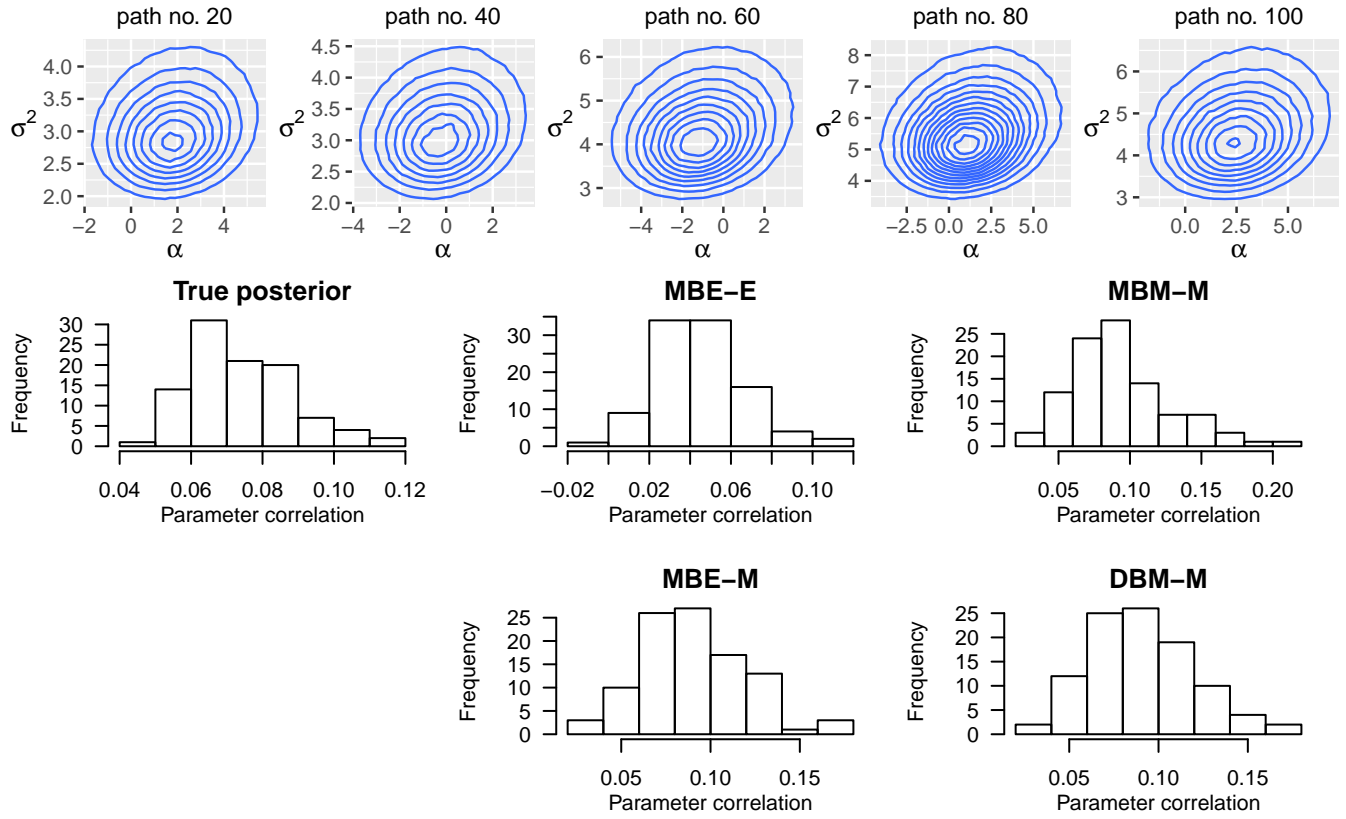 path no. 20 path no. 40 path no. 60 path no. 80 path no. 100
σ² 4.0 3.5 3.0 2.5 2.0
σ² 4.5 4.0 3.5 3.0 2.5 2.0
σ² 6 5 4 3
σ² 8 7 6 5 4
σ² 6 5 4 3
−2 0 2 4
−4 −2 0 2
−4 −2 0 2
−2.5 0.0 2.5 5.0
0.0 2.5 5.0
α α α α α
True posterior
Frequency
30
25
20
15
10
5
0
0.04 0.06 0.08 0.10 0.12
Parameter correlation
MBE−E
Frequency
30
20
10
0
−0.02 0.02 0.06 0.10
Parameter correlation
MBM−M
Frequency
25
20
15
10
5
0
0.05 0.10 0.15 0.20
Parameter correlation
MBE−M
Frequency
25
20
15
10
5
0
0.05 0.10 0.15
Parameter correlation
DBM−M
Frequency
25
20
15
10
5
0
0.05 0.10 0.15
Parameter correlation